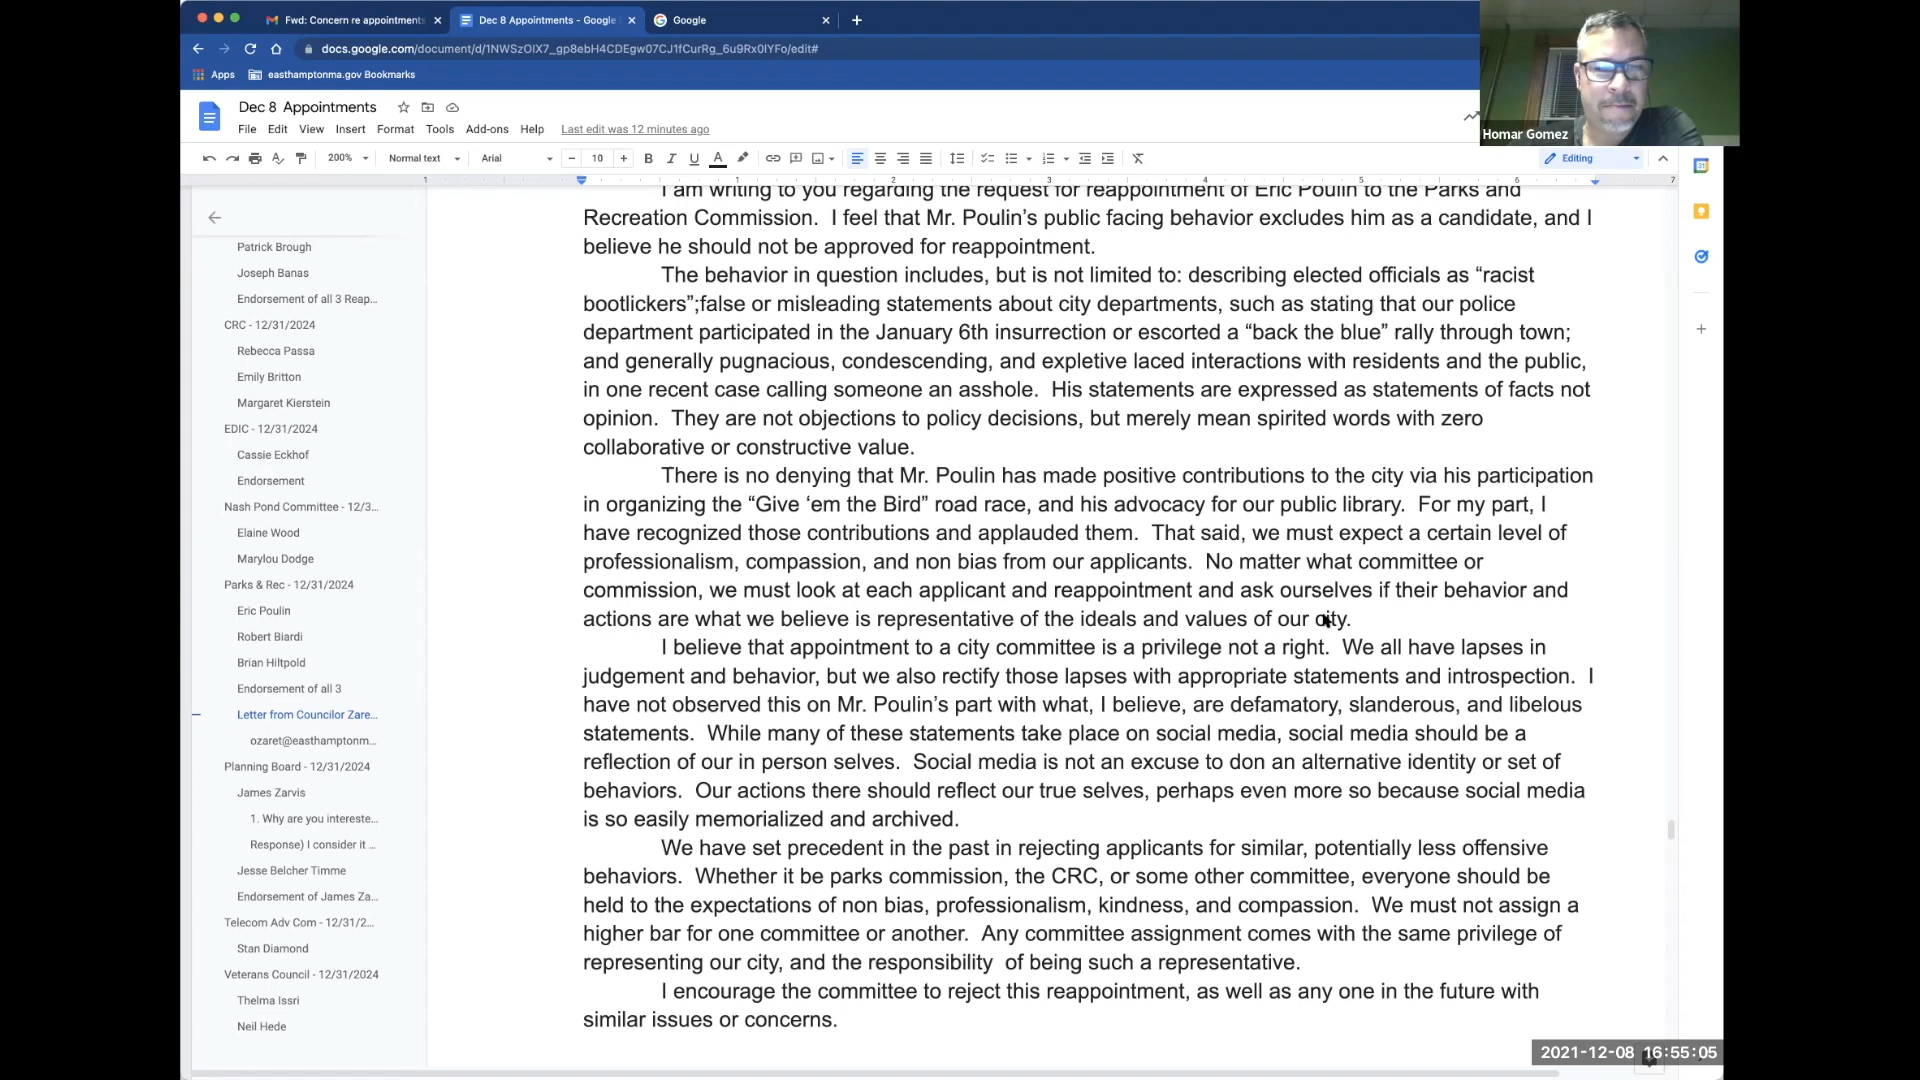 Fwd: Concern re appointments
Dec 8 Appointments - Google
Google
docs.google.com/document/d/1NWSzOlX7_gp8ebH4CDEgw07CJ1fCurRg_6u9Rx0lYFo/edit#
Apps
easthamptonma.gov Bookmarks
Homar Gomez
Dec 8 Appointments
File Edit View Insert Format Tools Add-ons Help Last edit was 12 minutes ago
200% Normal text Arial 10 Editing
1 1 2 3 4 5 6 7
Patrick Brough
Joseph Banas
Endorsement of all 3 Reap...
CRC - 12/31/2024
Rebecca Passa
Emily Britton
Margaret Kierstein
EDIC - 12/31/2024
Cassie Eckhof
Endorsement
Nash Pond Committee - 12/3...
Elaine Wood
Marylou Dodge
Parks & Rec - 12/31/2024
Eric Poulin
Robert Biardi
Brian Hiltpold
Endorsement of all 3
Letter from Councilor Zare...
ozaret@easthamptonm...
Planning Board - 12/31/2024
James Zarvis
1. Why are you intereste...
Response) I consider it ...
Jesse Belcher Timme
Endorsement of James Za...
Telecom Adv Com - 12/31/2...
Stan Diamond
Veterans Council - 12/31/2024
Thelma Issri
Neil Hede
I am writing to you regarding the request for reappointment of Eric Poulin to the Parks and
Recreation Commission. I feel that Mr. Poulin's public facing behavior excludes him as a candidate, and I
believe he should not be approved for reappointment.
The behavior in question includes, but is not limited to: describing elected officials as “racist
bootlickers”;false or misleading statements about city departments, such as stating that our police
department participated in the January 6th insurrection or escorted a “back the blue” rally through town;
and generally pugnacious, condescending, and expletive laced interactions with residents and the public,
in one recent case calling someone an asshole. His statements are expressed as statements of facts not
opinion. They are not objections to policy decisions, but merely mean spirited words with zero
collaborative or constructive value.
There is no denying that Mr. Poulin has made positive contributions to the city via his participation
in organizing the “Give ‘em the Bird” road race, and his advocacy for our public library. For my part, I
have recognized those contributions and applauded them. That said, we must expect a certain level of
professionalism, compassion, and non bias from our applicants. No matter what committee or
commission, we must look at each applicant and reappointment and ask ourselves if their behavior and
actions are what we believe is representative of the ideals and values of our city.
I believe that appointment to a city committee is a privilege not a right. We all have lapses in
judgement and behavior, but we also rectify those lapses with appropriate statements and introspection. I
have not observed this on Mr. Poulin’s part with what, I believe, are defamatory, slanderous, and libelous
statements. While many of these statements take place on social media, social media should be a
reflection of our in person selves. Social media is not an excuse to don an alternative identity or set of
behaviors. Our actions there should reflect our true selves, perhaps even more so because social media
is so easily memorialized and archived.
We have set precedent in the past in rejecting applicants for similar, potentially less offensive
behaviors. Whether it be parks commission, the CRC, or some other committee, everyone should be
held to the expectations of non bias, professionalism, kindness, and compassion. We must not assign a
higher bar for one committee or another. Any committee assignment comes with the same privilege of
representing our city, and the responsibility of being such a representative.
I encourage the committee to reject this reappointment, as well as any one in the future with
similar issues or concerns.
2021-12-08 16:55:05